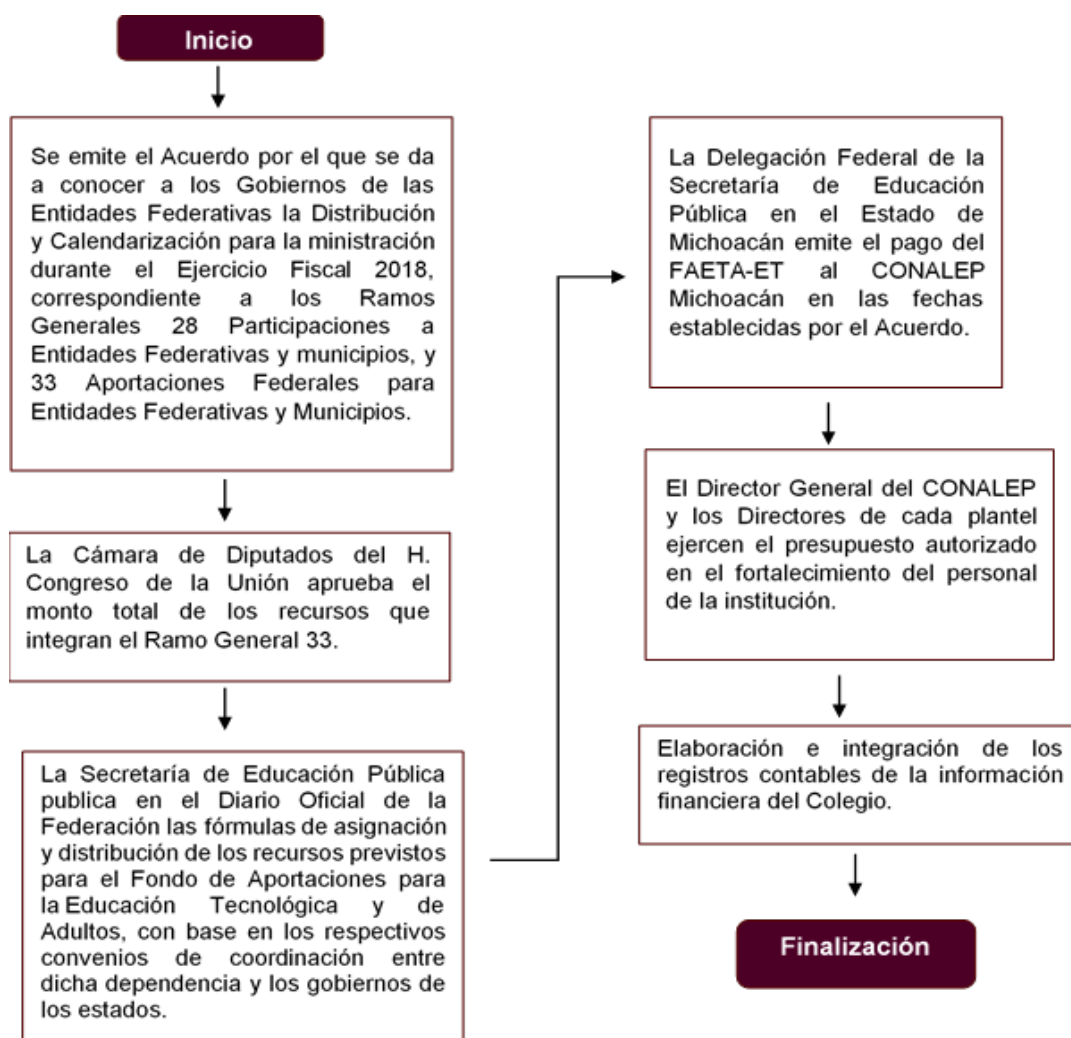 Inicio
Se emite el Acuerdo por el que se da
a conocer a los Gobiernos de las
Entidades Federativas la Distribución
y Calendarización para la ministración
durante el Ejercicio Fiscal 2018,
correspondiente a los Ramos
Generales 28 Participaciones a
Entidades Federativas y municipios, y
33 Aportaciones Federales para
Entidades Federativas y Municipios.
La Cámara de Diputados del H.
Congreso de la Unión aprueba el
monto total de los recursos que
integran el Ramo General 33.
La Secretaría de Educación Pública
publica en el Diario Oficial de la
Federación las fórmulas de asignación
y distribución de los recursos previstos
para el Fondo de Aportaciones para
la Educación Tecnológica y de
Adultos, con base en los respectivos
convenios de coordinación entre
dicha dependencia y los gobiernos de
los estados.
La Delegación Federal de la
Secretaría de Educación
Pública en el Estado de
Michoacán emite el pago del
FAETA-ET al CONALEP
Michoacán en las fechas
establecidas por el Acuerdo.
El Director General del CONALEP
y los Directores de cada plantel
ejercen el presupuesto autorizado
en el fortalecimiento del personal
de la institución.
Elaboración e integración de los
registros contables de la información
financiera del Colegio.
Finalización